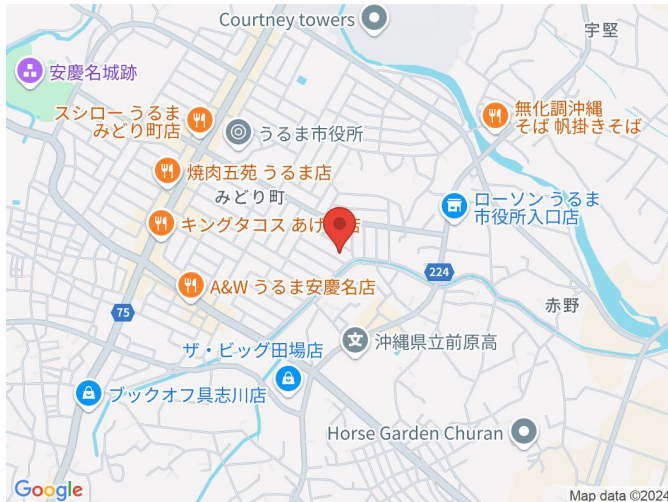 Courtney towers
宇堅
安慶名城跡
スシロー うるま
みどり町店
うるま市役所
無化調沖縄
そば 帆掛きそば
焼肉五苑 うるま店
みどり町
ローソン うるま
市役所入口店
キングタコス あげ
店
A&W うるま安慶名店
224
75
赤野
沖縄県立前原高
ザ・ビッグ田場店
ブックオフ具志川店
Horse Garden Churan
Google
Map data ©2024